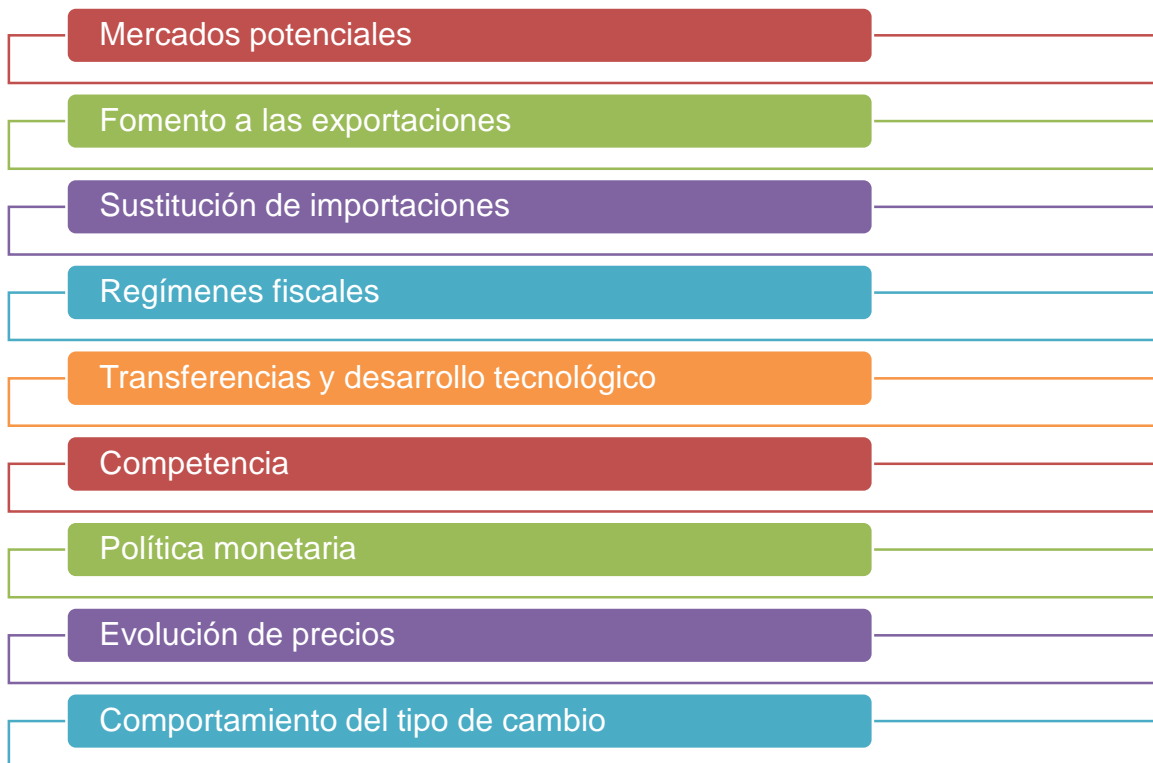 Mercados potenciales
Fomento a las exportaciones
Sustitución de importaciones
Regímenes fiscales
Transferencias y desarrollo tecnológico
Competencia
Política monetaria
Evolución de precios
Comportamiento del tipo de cambio